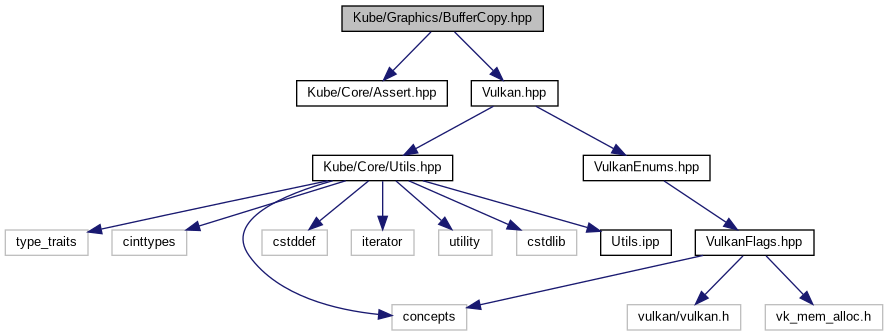 Kube/Graphics/BufferCopy.hpp
Kube/Core/Assert.hpp
Vulkan.hpp
Kube/Core/Utils.hpp
VulkanEnums.hpp
type_traits
cinttypes
cstddef
iterator
utility
cstdlib
Utils.ipp
VulkanFlags.hpp
concepts
vulkan/vulkan.h
vk_mem_alloc.h